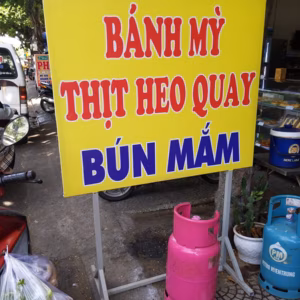 BÁNH MỲ
THỊT HEO QUAY
BÚN MẮM